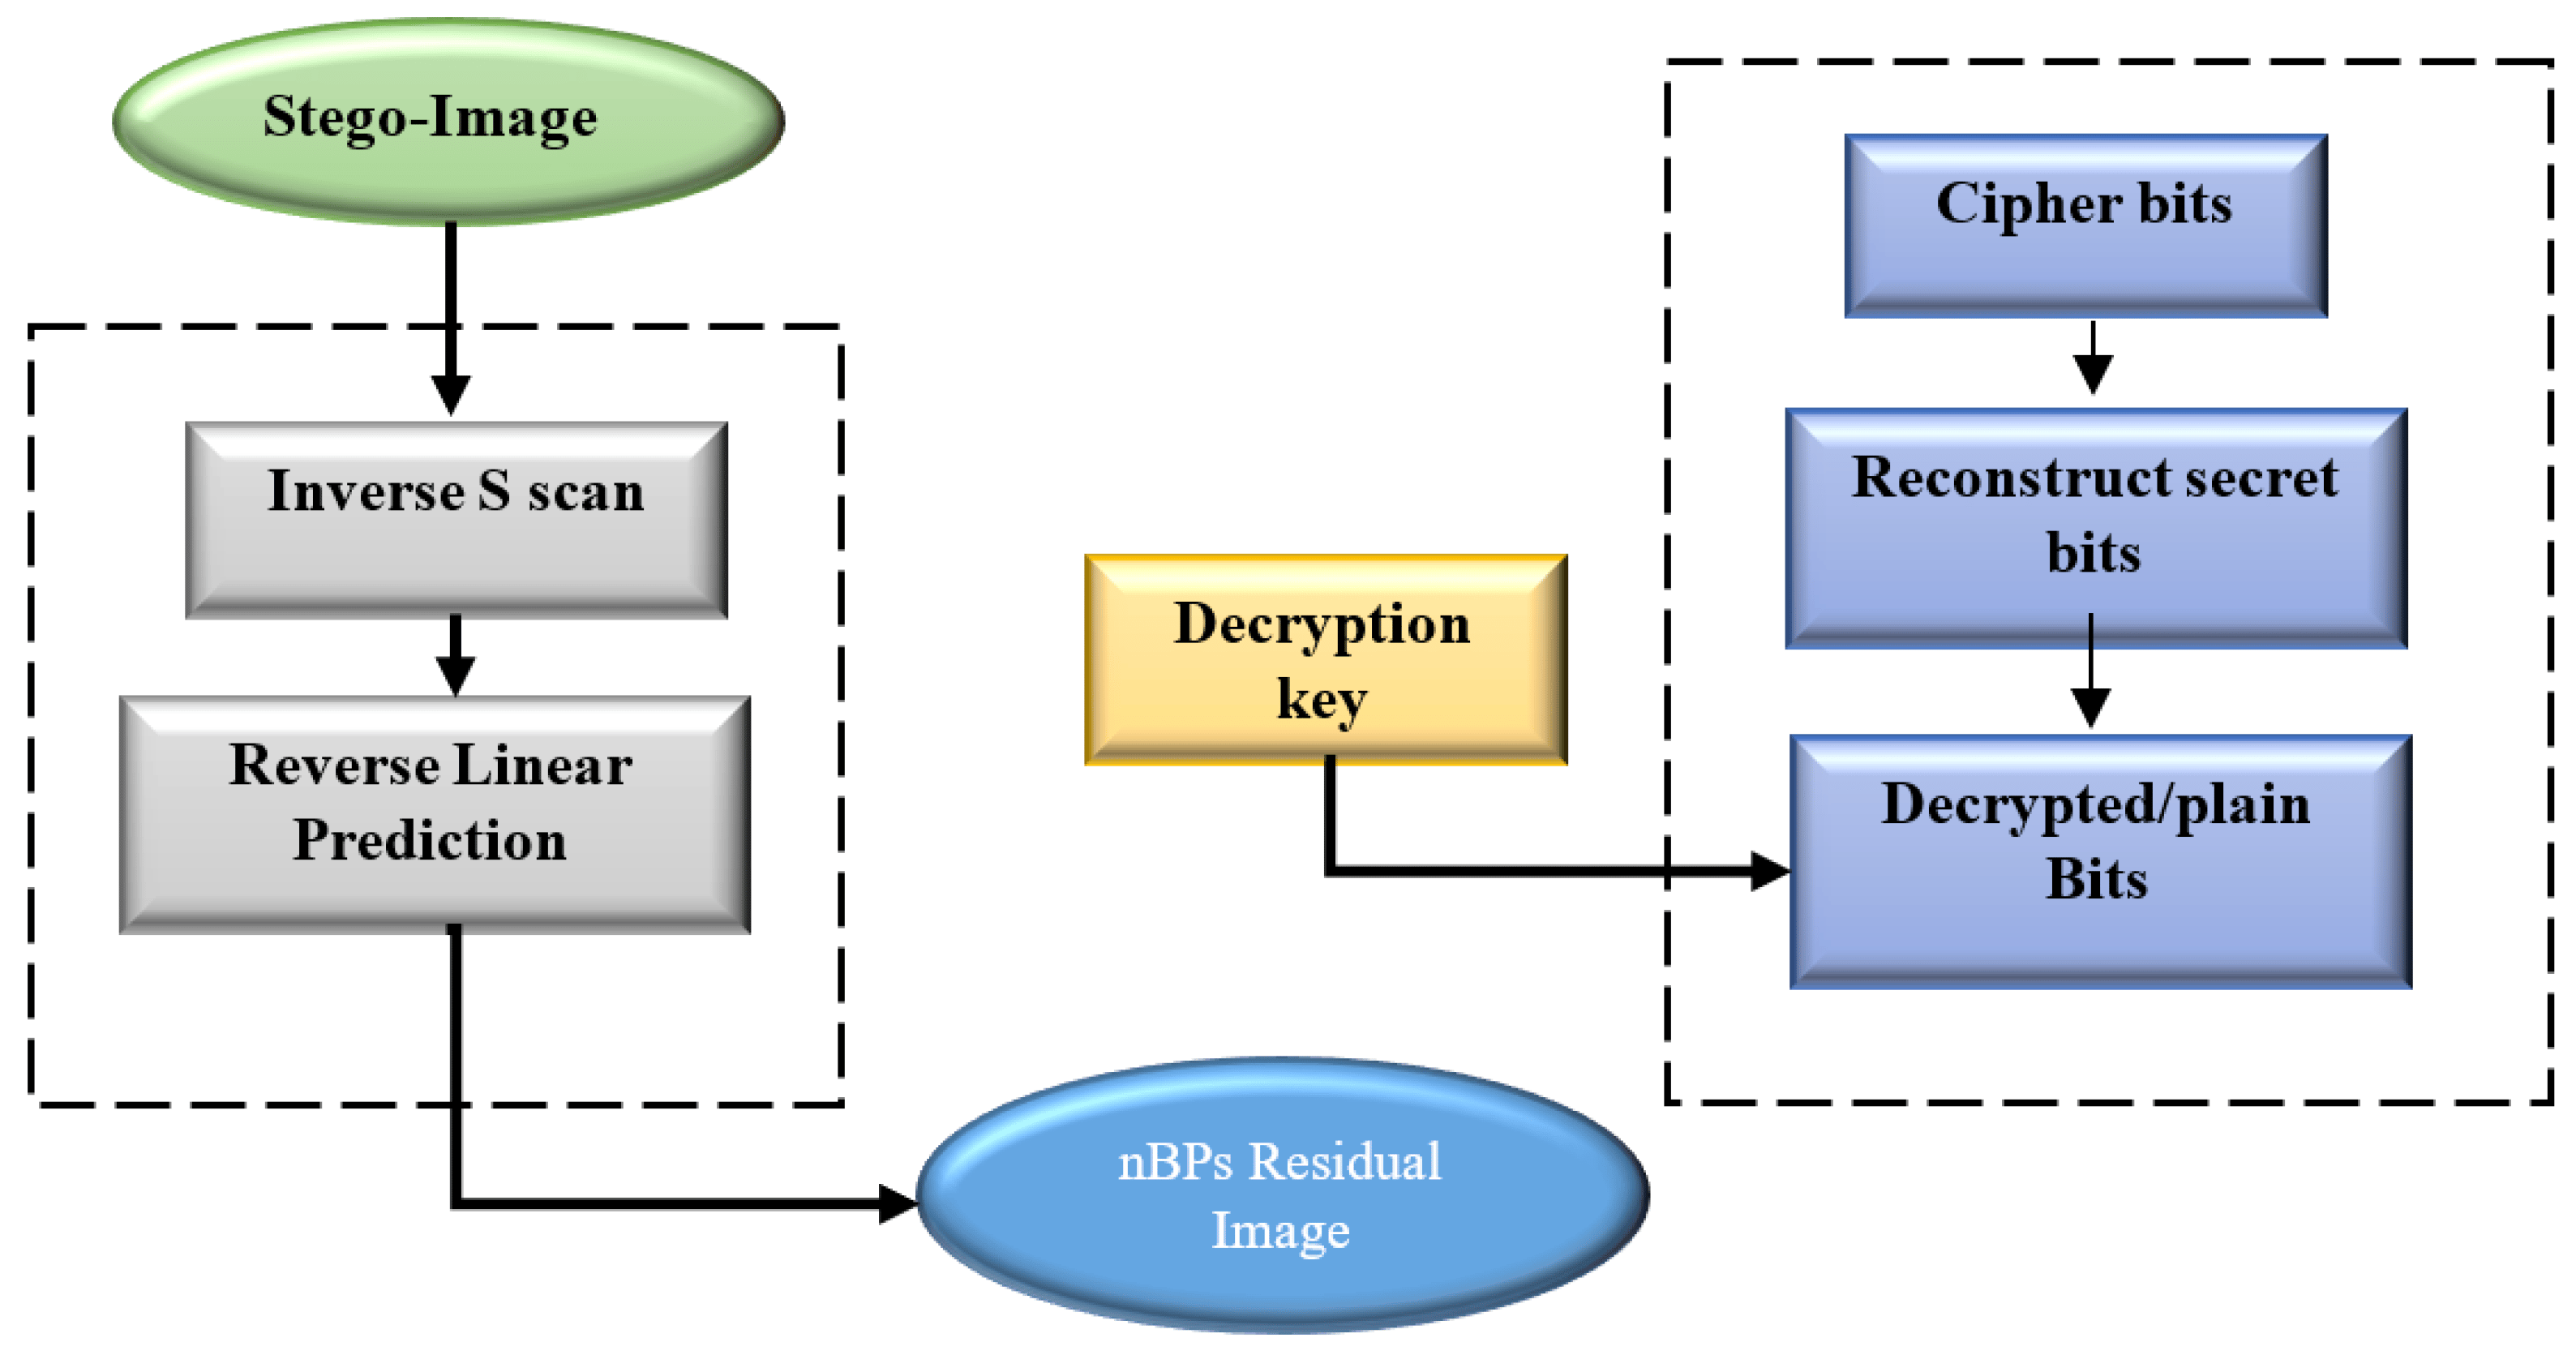 Stego-Image
Inverse S scan
Reverse Linear
Prediction
nBPs Residual
Image
Decryption
key
Cipher bits
Reconstruct secret
bits
Decrypted/plain
Bits